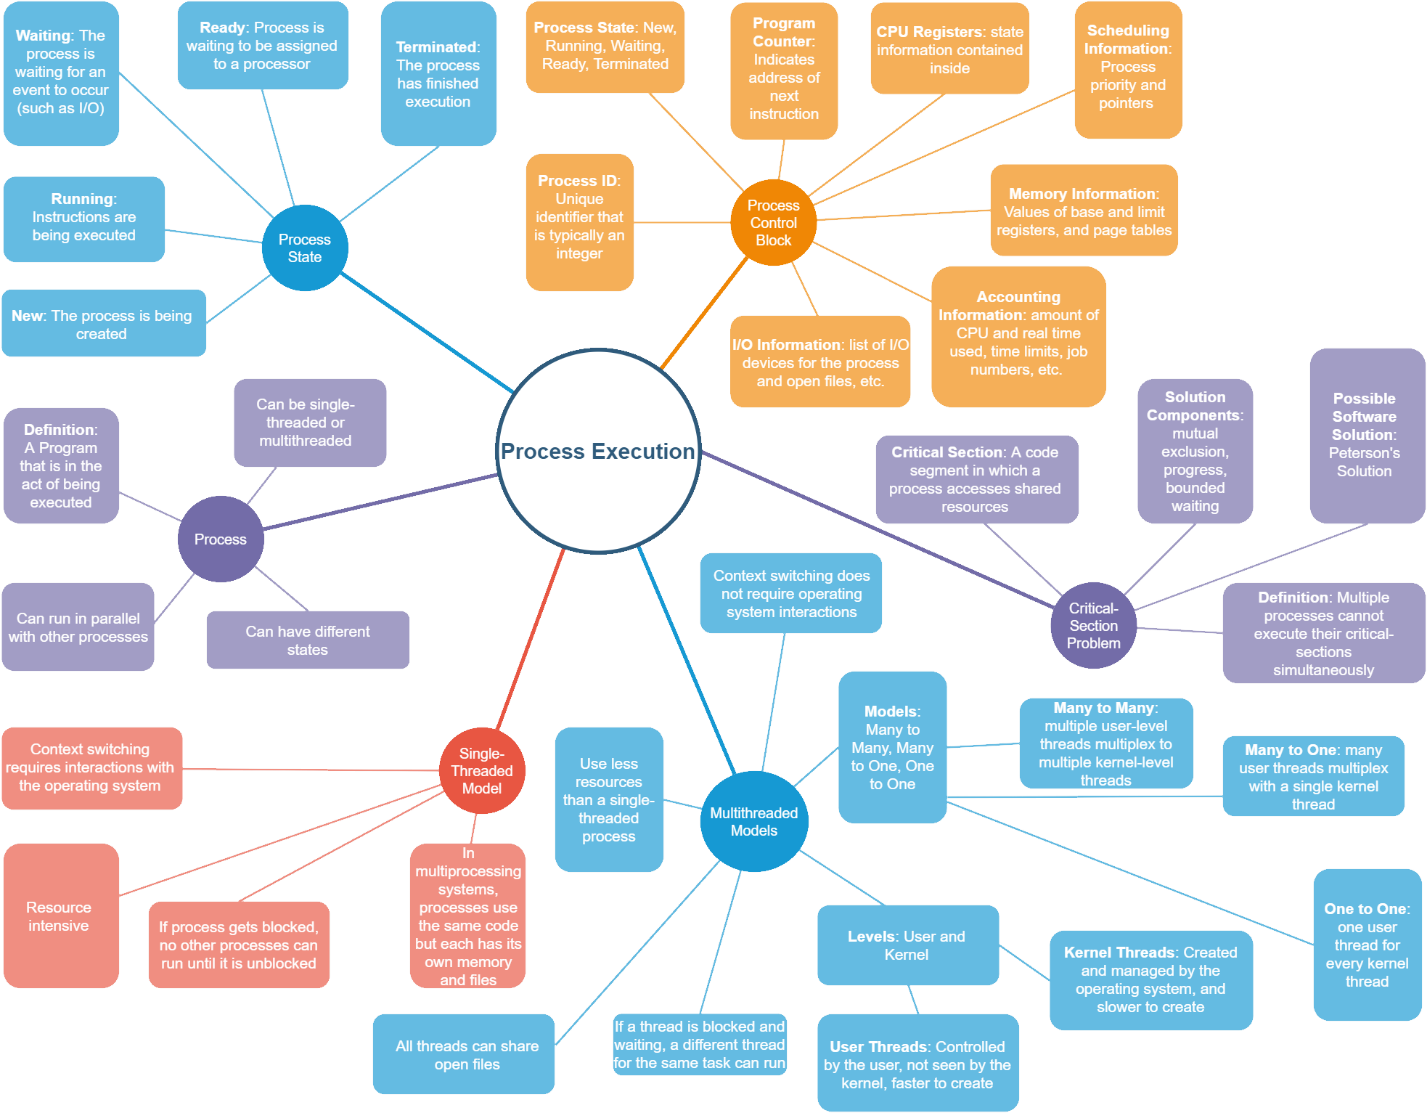 Waiting: The
process is
waiting for an
event to occur
(such as I/O)
Ready: Process is
waiting to be assigned
to a processor
Terminated:
The process
has finished
execution
Running:
Instructions are
being executed
New: The process is being
created
Process
State
Process State: New,
Running, Waiting,
Ready, Terminated
Program
Counter:
Indicates
address of
next
instruction
CPU Registers: state
information contained
inside
Scheduling
Information:
Process
priority and
pointers
Process ID:
Unique
identifier that
is typically an
integer
Process
Control
Block
Memory Information:
Values of base and limit
registers, and page tables
Accounting
Information: amount of
CPU and real time
used, time limits, job
numbers, etc.
I/O Information: list of I/O
devices for the process
and open files, etc.
Process Execution
Definition:
A Program
that is in the
act of being
executed
Can be single-
threaded or
multithreaded
Process
Can run in parallel
with other processes
Can have different
states
Critical Section: A code
segment in which a
process accesses shared
resources
Solution
Components:
mutual
exclusion,
progress,
bounded
waiting
Possible
Software
Solution:
Peterson's
Solution
Critical-
Section
Problem
Definition: Multiple
processes cannot
execute their critical-
sections
simultaneously
Single-
Threaded
Model
Context switching
requires interactions with
the operating system
Resource
intensive
If process gets blocked,
no other processes can
run until it is unblocked
In
multiprocessing
systems,
processes use
the same code
but each has its
own memory
and files
Context switching does
not require operating
system interactions
Use less
resources
than a single-
threaded
process
Multithreaded
Models
Models:
Many to
Many, Many
to One, One
to One
Many to Many:
multiple user-level
threads multiplex to
multiple kernel-level
threads
Many to One: many
user threads multiplex
with a single kernel
thread
One to One:
one user
thread for
every kernel
thread
Levels: User and
Kernel
Kernel Threads: Created
and managed by the
operating system, and
slower to create
User Threads: Controlled
by the user, not seen by the
kernel, faster to create
If a thread is blocked and
waiting, a different thread
for the same task can run
All threads can share
open files